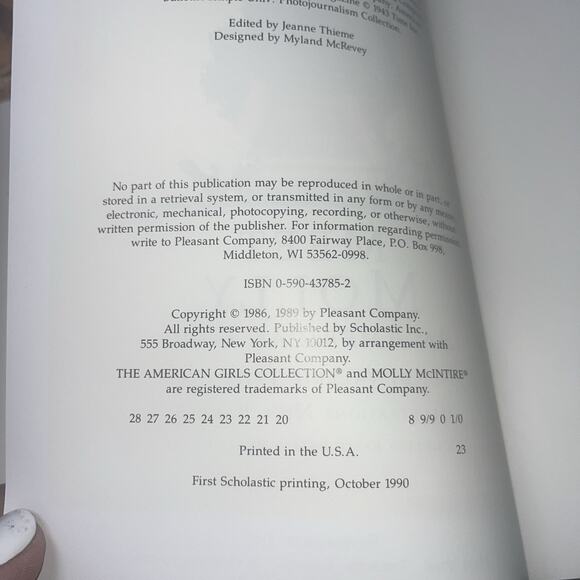 Photojournalism Collection.
Edited by Jeanne Thieme
Designed by Myland McRevey
No part of this publication may be reproduced in whole or in part, or
stored in a retrieval system, or transmitted in any form or by any means
electronic, mechanical, photocopying, recording, or otherwise, without
written permission of the publisher. For information regarding permission
write to Pleasant Company, 8400 Fairway Place, P.O. Box 998,
Middleton, WI 53562-0998.
ISBN 0-590-43785-2
Copyright © 1986, 1989 by Pleasant Company.
All rights reserved. Published by Scholastic Inc.,
555 Broadway, New York, NY 10012, by arrangement with
Pleasant Company.
THE AMERICAN GIRLS COLLECTION® and MOLLY McINTIRE®
are registered trademarks of Pleasant Company.
28 27 26 25 24 23 22 21 20 8 9/9 0 1/0
Printed in the U.S.A. 23
First Scholastic printing, October 1990